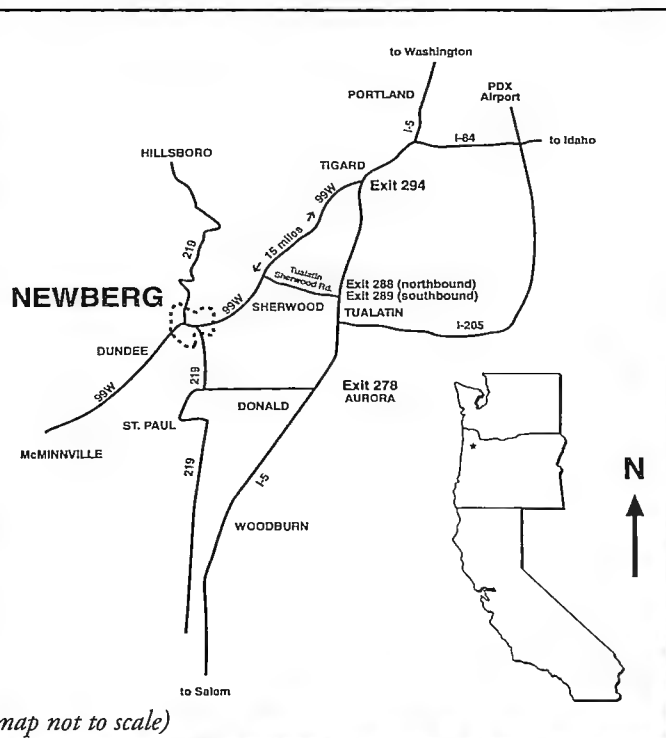 to Washington
PORTLAND
PDX
Airport
I-5
I-84
to Idaho
HILLSBORO
TIGARD
99W
Exit 294
15 miles
219
Tualatin
Sherwood Rd.
Exit 288 (northbound)
Exit 289 (southbound)
NEWBERG
99W
SHERWOOD
TUALATIN
I-205
DUNDEE
99W
219
Exit 278
AURORA
DONALD
ST. PAUL
McMINNVILLE
219
I-5
WOODBURN
N
to Salem
map not to scale)